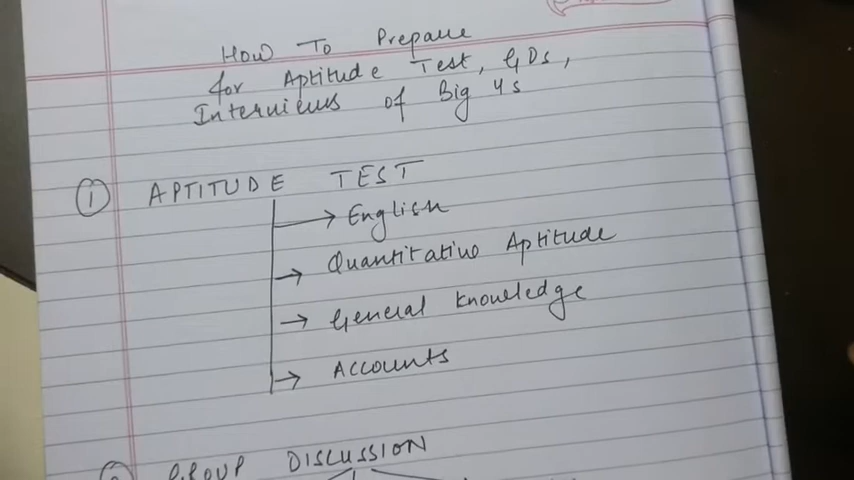 How To Prepare
for Aptitude Test, GDs,
Interviews of Big 4s
① APTITUDE TEST
→ English
→ Quantitative Aptitude
→ General Knowledge
→ Accounts
GROUP DISCUSSION